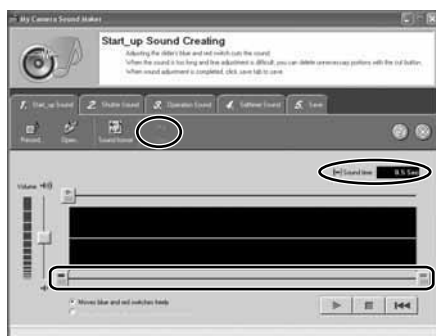 My Camera Sound Maker
Start_up Sound Creating
Adjusting the slider's blue and red switch cuts the sound.
When the sound is too long and fine adjustment is difficult, you can delete unnecessary portions with the cut button.
When sound adjustment is completed, click save tab to save.
1. Start_up Sound 2. Shutter Sound 3. Operation Sound 4. Selftimer Sound 5. Save
Record.. Open.. Sound format
Sound time 0.5 Sec
Volume
Moves blue and red switches freely